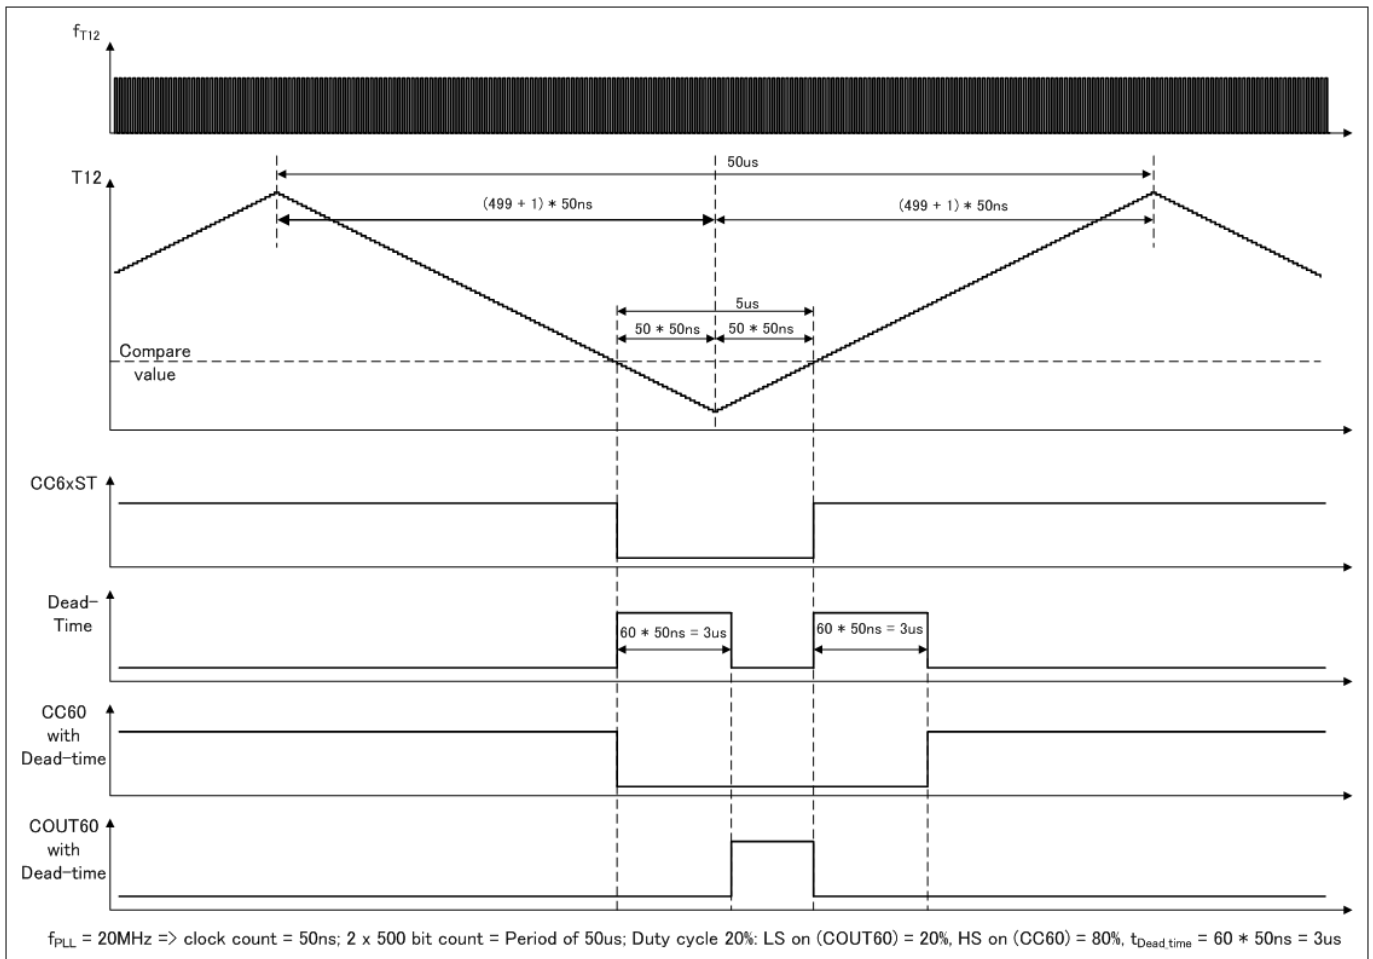 fT12
50us
T12
(499 + 1) * 50ns
(499 + 1) * 50ns
5us
50 * 50ns
50 * 50ns
Compare
value
CC6xST
Dead-
Time
60 * 50ns = 3us
60 * 50ns = 3us
CC60
with
Dead-time
COUT60
with
Dead-time
fPLL = 20MHz => clock count = 50ns; 2 x 500 bit count = Period of 50us; Duty cycle 20%: LS on (COUT60) = 20%, HS on (CC60) = 80%, tDead_time = 60 * 50ns = 3us